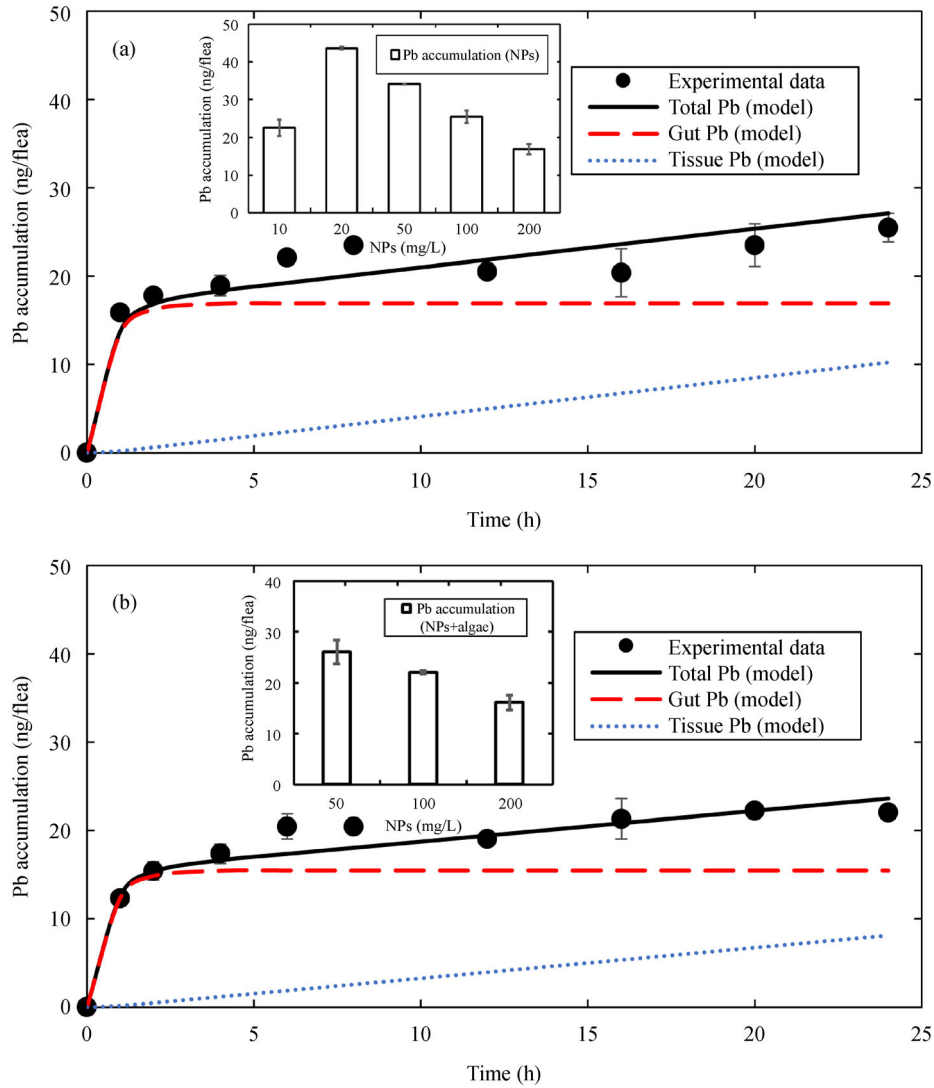 (a)
Pb accumulation (ng/flea)
50
40
30
20
10
0
0
5
10
15
20
25
Time (h)
Pb accumulation (ng/flea)
50
40
30
20
10
0
10
20
50
100
200
NPs (mg/L)
Pb accumulation (NPs)
Experimental data
Total Pb (model)
Gut Pb (model)
Tissue Pb (model)
(b)
Pb accumulation (ng/flea)
50
40
30
20
10
0
0
5
10
15
20
25
Time (h)
Pb accumulation (ng/flea)
40
30
20
10
0
50
100
200
NPs (mg/L)
Pb accumulation
(NPs+algae)
Experimental data
Total Pb (model)
Gut Pb (model)
Tissue Pb (model)